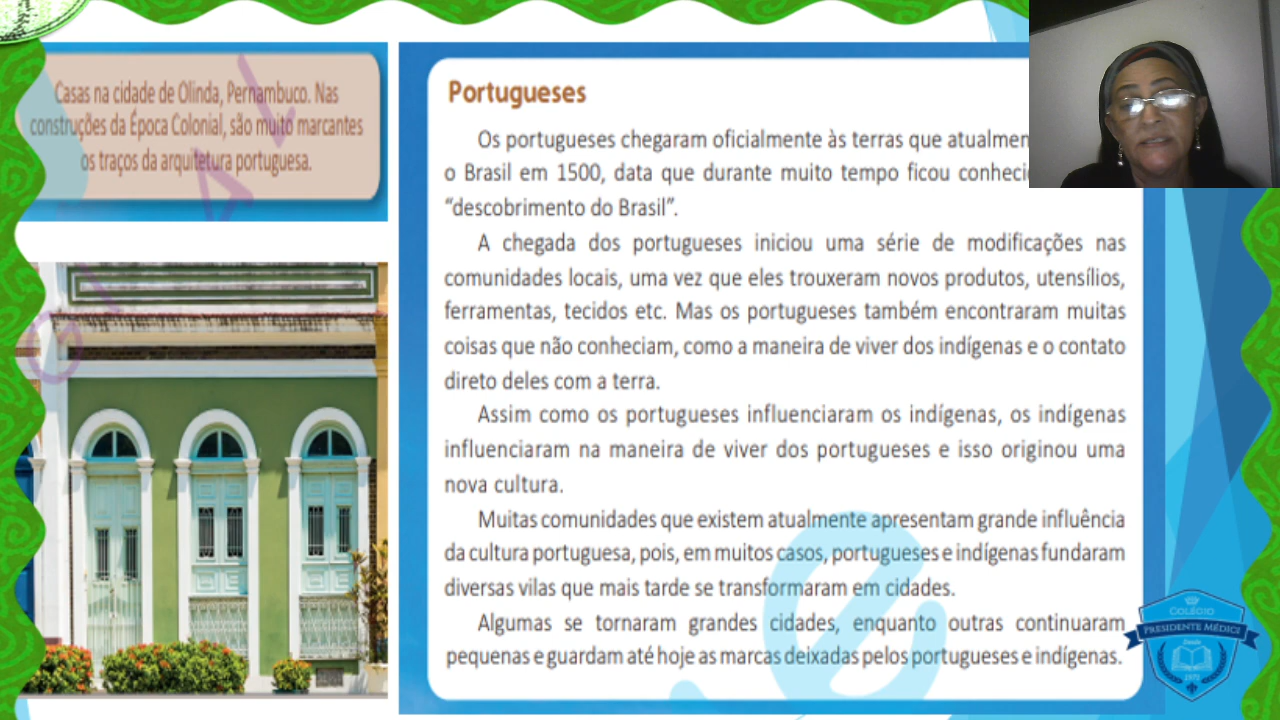 Casas na cidade de Olinda, Pernambuco. Nas
construções da Época Colonial, são muito marcantes
os traços da arquitetura portuguesa.
Portugueses
Os portugueses chegaram oficialmente às terras que
o Brasil em 1500, data que durante muito tempo ficou
“descobrimento do Brasil”.
A chegada dos portugueses iniciou uma série de modificações nas
comunidades locais, uma vez que eles trouxeram novos produtos, utensílios,
ferramentas, tecidos etc. Mas os portugueses também encontraram muitas
coisas que não conheciam, como a maneira de viver dos indígenas e o contato
direto deles com a terra.
Assim como os portugueses influenciaram os indígenas, os indígenas
influenciaram na maneira de viver dos portugueses e isso originou uma
nova cultura.
Muitas comunidades que existem atualmente apresentam grande influência
da cultura portuguesa, pois, em muitos casos, portugueses e indígenas fundaram
diversas vilas que mais tarde se transformaram em cidades.
Algumas se tornaram grandes cidades, enquanto outras continuaram
pequenas e guardam até hoje as marcas deixadas pelos portugueses e indígenas.
COLÉGIO
PRESIDENTE MÉDICI